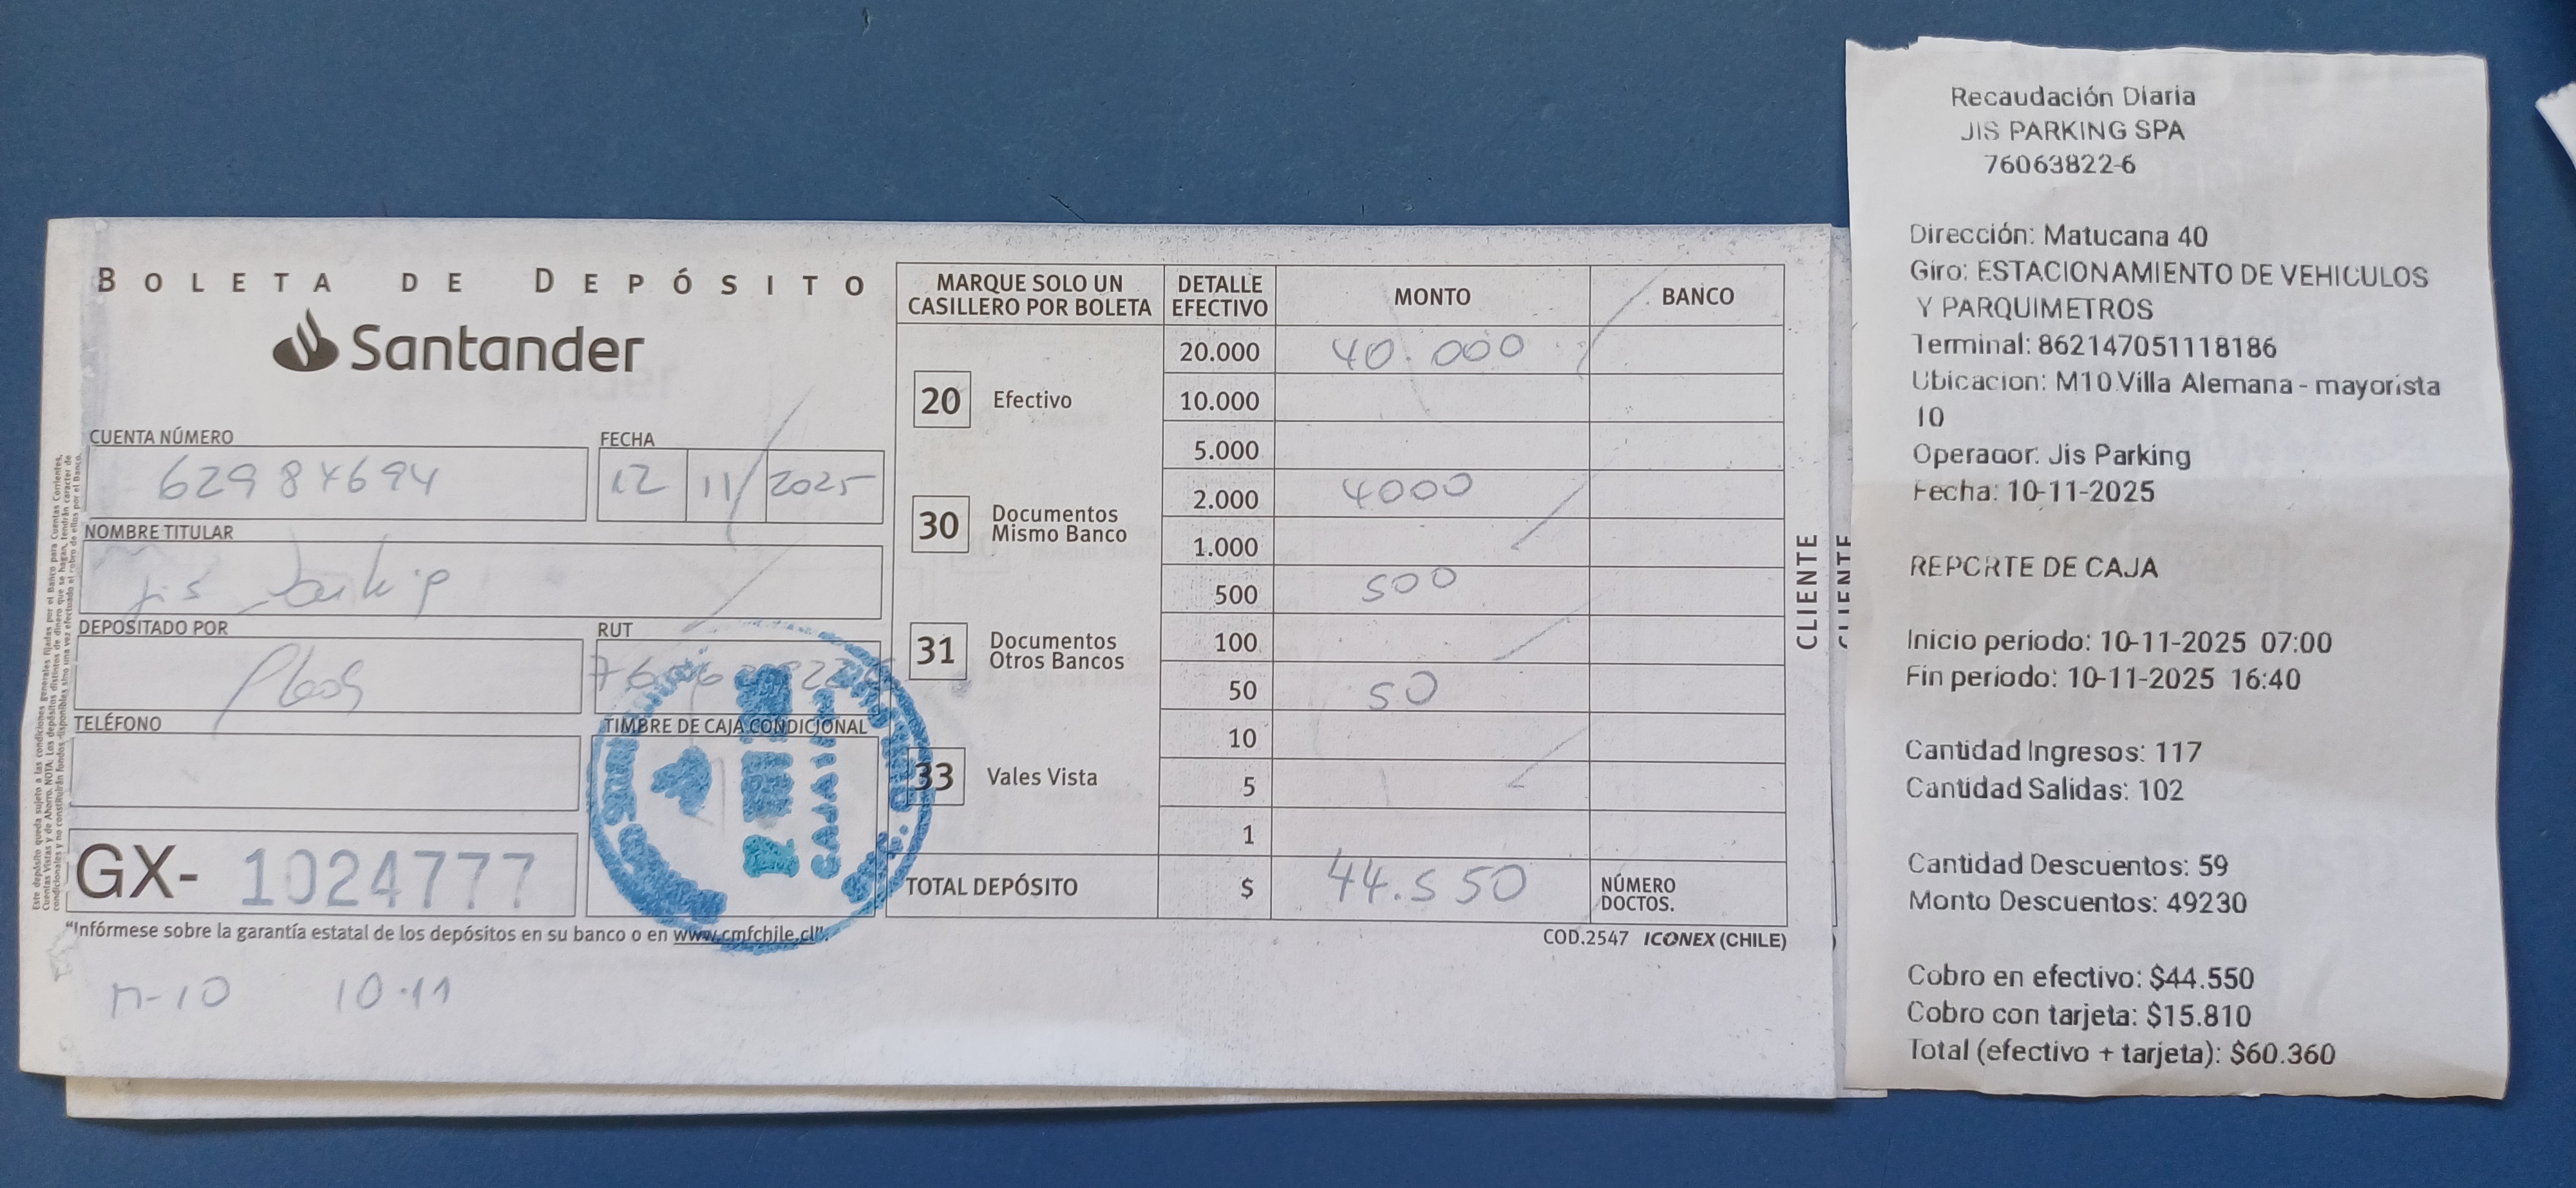 BOLETA DE DEPÓSITO
Santander
CUENTA NÚMERO
62984694
FECHA
12 11 2025
NOMBRE TITULAR
Jis Parking
DEPOSITADO POR
RUT
TELÉFONO
TIMBRE DE CAJA CONDICIONAL
GX- 1024777
"Infórmese sobre la garantía estatal de los depósitos en su banco o en www.cmfchile.cl".
M-10 10-11
MARQUE SOLO UN
CASILLERO POR BOLETA
20 Efectivo
30 Documentos
Mismo Banco
31 Documentos
Otros Bancos
33 Vales Vista
DETALLE
EFECTIVO
MONTO
BANCO
20.000 40.000
10.000
5.000
2.000 4000
1.000
500 500
100
50 50
10
5
1
TOTAL DEPÓSITO $ 44.550
NÚMERO
DOCTOS.
COD.2547 ICONEX (CHILE)
CLIENTE
CLIENTE
Recaudación Diaria
JIS PARKING SPA
76063822-6
Dirección: Matucana 40
Giro: ESTACIONAMIENTO DE VEHICULOS
Y PARQUIMETROS
Terminal: 862147051118186
Ubicacion: M10 Villa Alemana - mayorista
10
Operador: Jis Parking
Fecha: 10-11-2025
REPORTE DE CAJA
Inicio periodo: 10-11-2025 07:00
Fin periodo: 10-11-2025 16:40
Cantidad Ingresos: 117
Cantidad Salidas: 102
Cantidad Descuentos: 59
Monto Descuentos: 49230
Cobro en efectivo: $44.550
Cobro con tarjeta: $15.810
Total (efectivo + tarjeta): $60.360